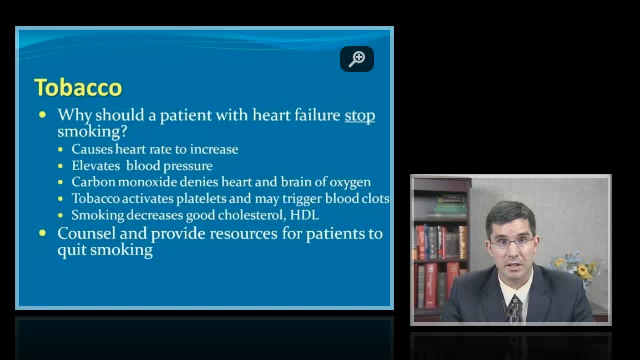 Tobacco
Why should a patient with heart failure stop
smoking?
Causes heart rate to increase
Elevates blood pressure
Carbon monoxide denies heart and brain of oxygen
Tobacco activates platelets and may trigger blood clots
Smoking decreases good cholesterol, HDL
Counsel and provide resources for patients to
quit smoking